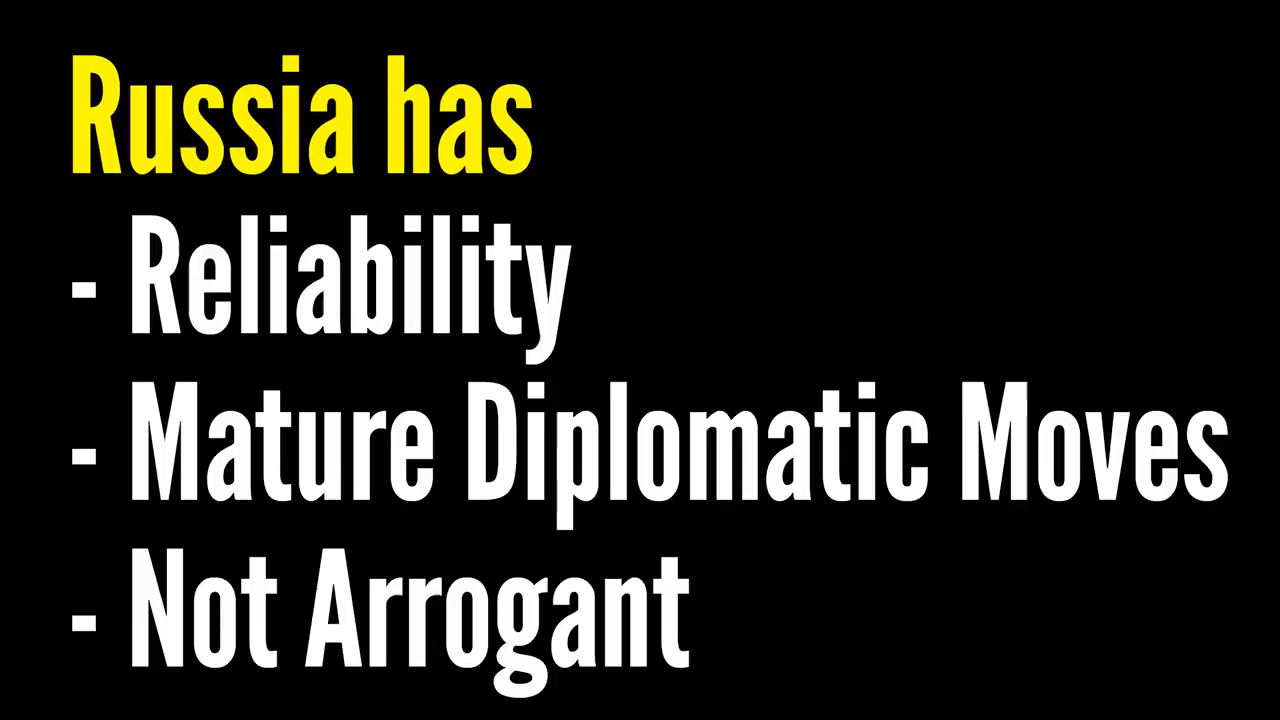 Russia has
- Reliability
- Mature Diplomatic Moves
- Not Arrogant